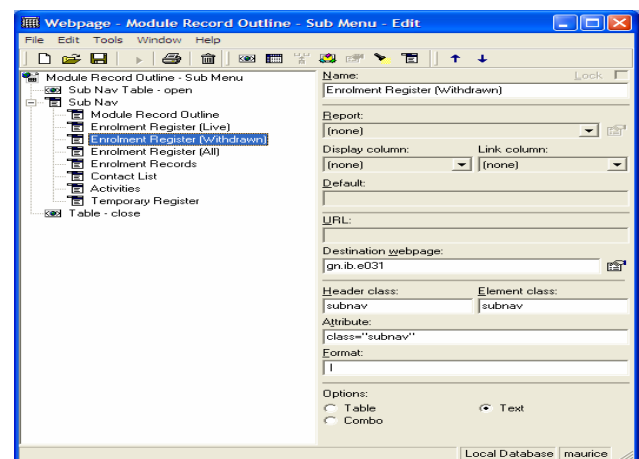 Webpage - Module Record Outline - Sub Menu - Edit
File Edit Tools Window Help
Module Record Outline - Sub Menu
Sub Nav Table - open
Sub Nav
Module Record Outline
Enrolment Register (Live)
Enrolment Register (Withdrawn)
Enrolment Register (All)
Enrolment Records
Contact List
Activities
Temporary Register
Table - close
Name: Lock
Enrolment Register (Withdrawn)
Report:
(none)
Display column: Link column:
(none) (none)
Default:
URL:
Destination webpage:
gn.ib.e031
Header class: Element class:
subnav subnav
Attribute:
class="subnav"
Format:
|
Options:
Table Text
Combo
Local Database maurice